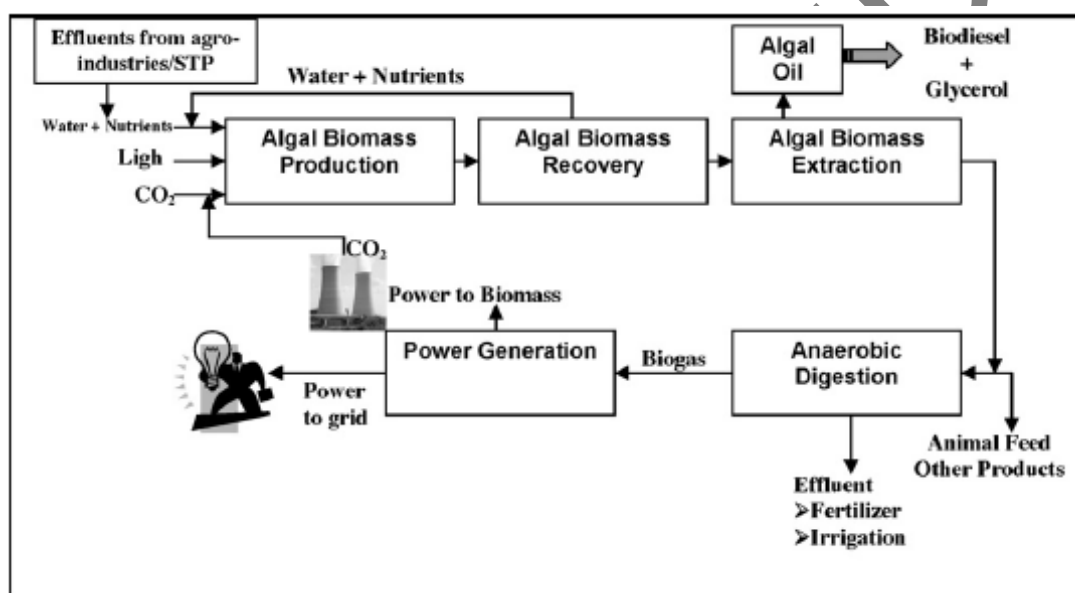 Effluents from agro-
industries/STP
Water + Nutrients
Algal
Oil
Biodiesel
+
Glycerol
Water + Nutrients
Ligh
CO₂
Algal Biomass
Production
Algal Biomass
Recovery
Algal Biomass
Extraction
CO₂
Power to Biomass
Power Generation
Biogas
Anaerobic
Digestion
Power
to grid
Animal Feed
Other Products
Effluent
➢Fertilizer
➢Irrigation